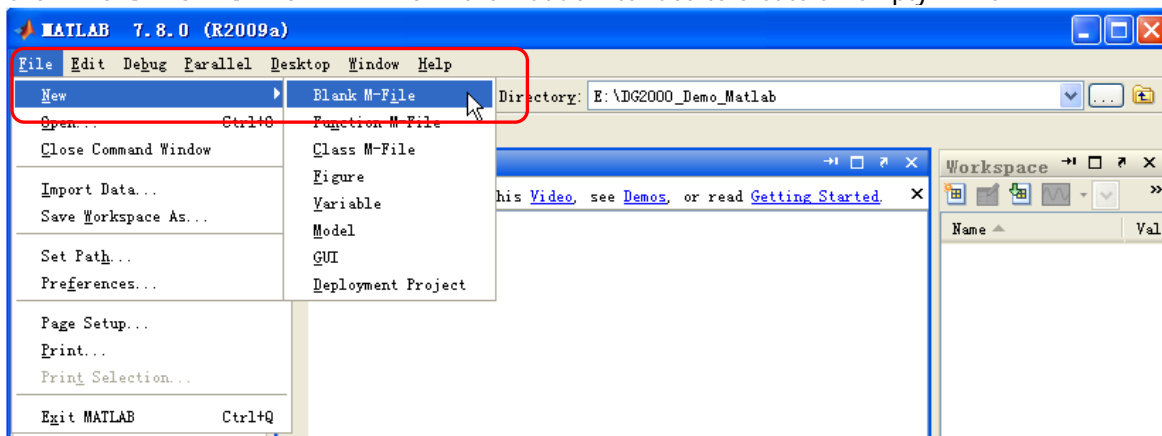 MATLAB 7.8.0 (R2009a)
File Edit Debug Parallel Desktop Window Help
New Blank M-File Directory: E:\DG2000_Demo_Matlab ...
Open... Ctrl+O Function M-File
Close Command Window Class M-File
Workspace
Figure
Import Data... his Video, see Demos, or read Getting Started.
Variable
Save Workspace As...
Model
Name Val
Set Path... GUI
Preferences... Deployment Project
Page Setup...
Print...
Print Selection...
Exit MATLAB Ctrl+Q